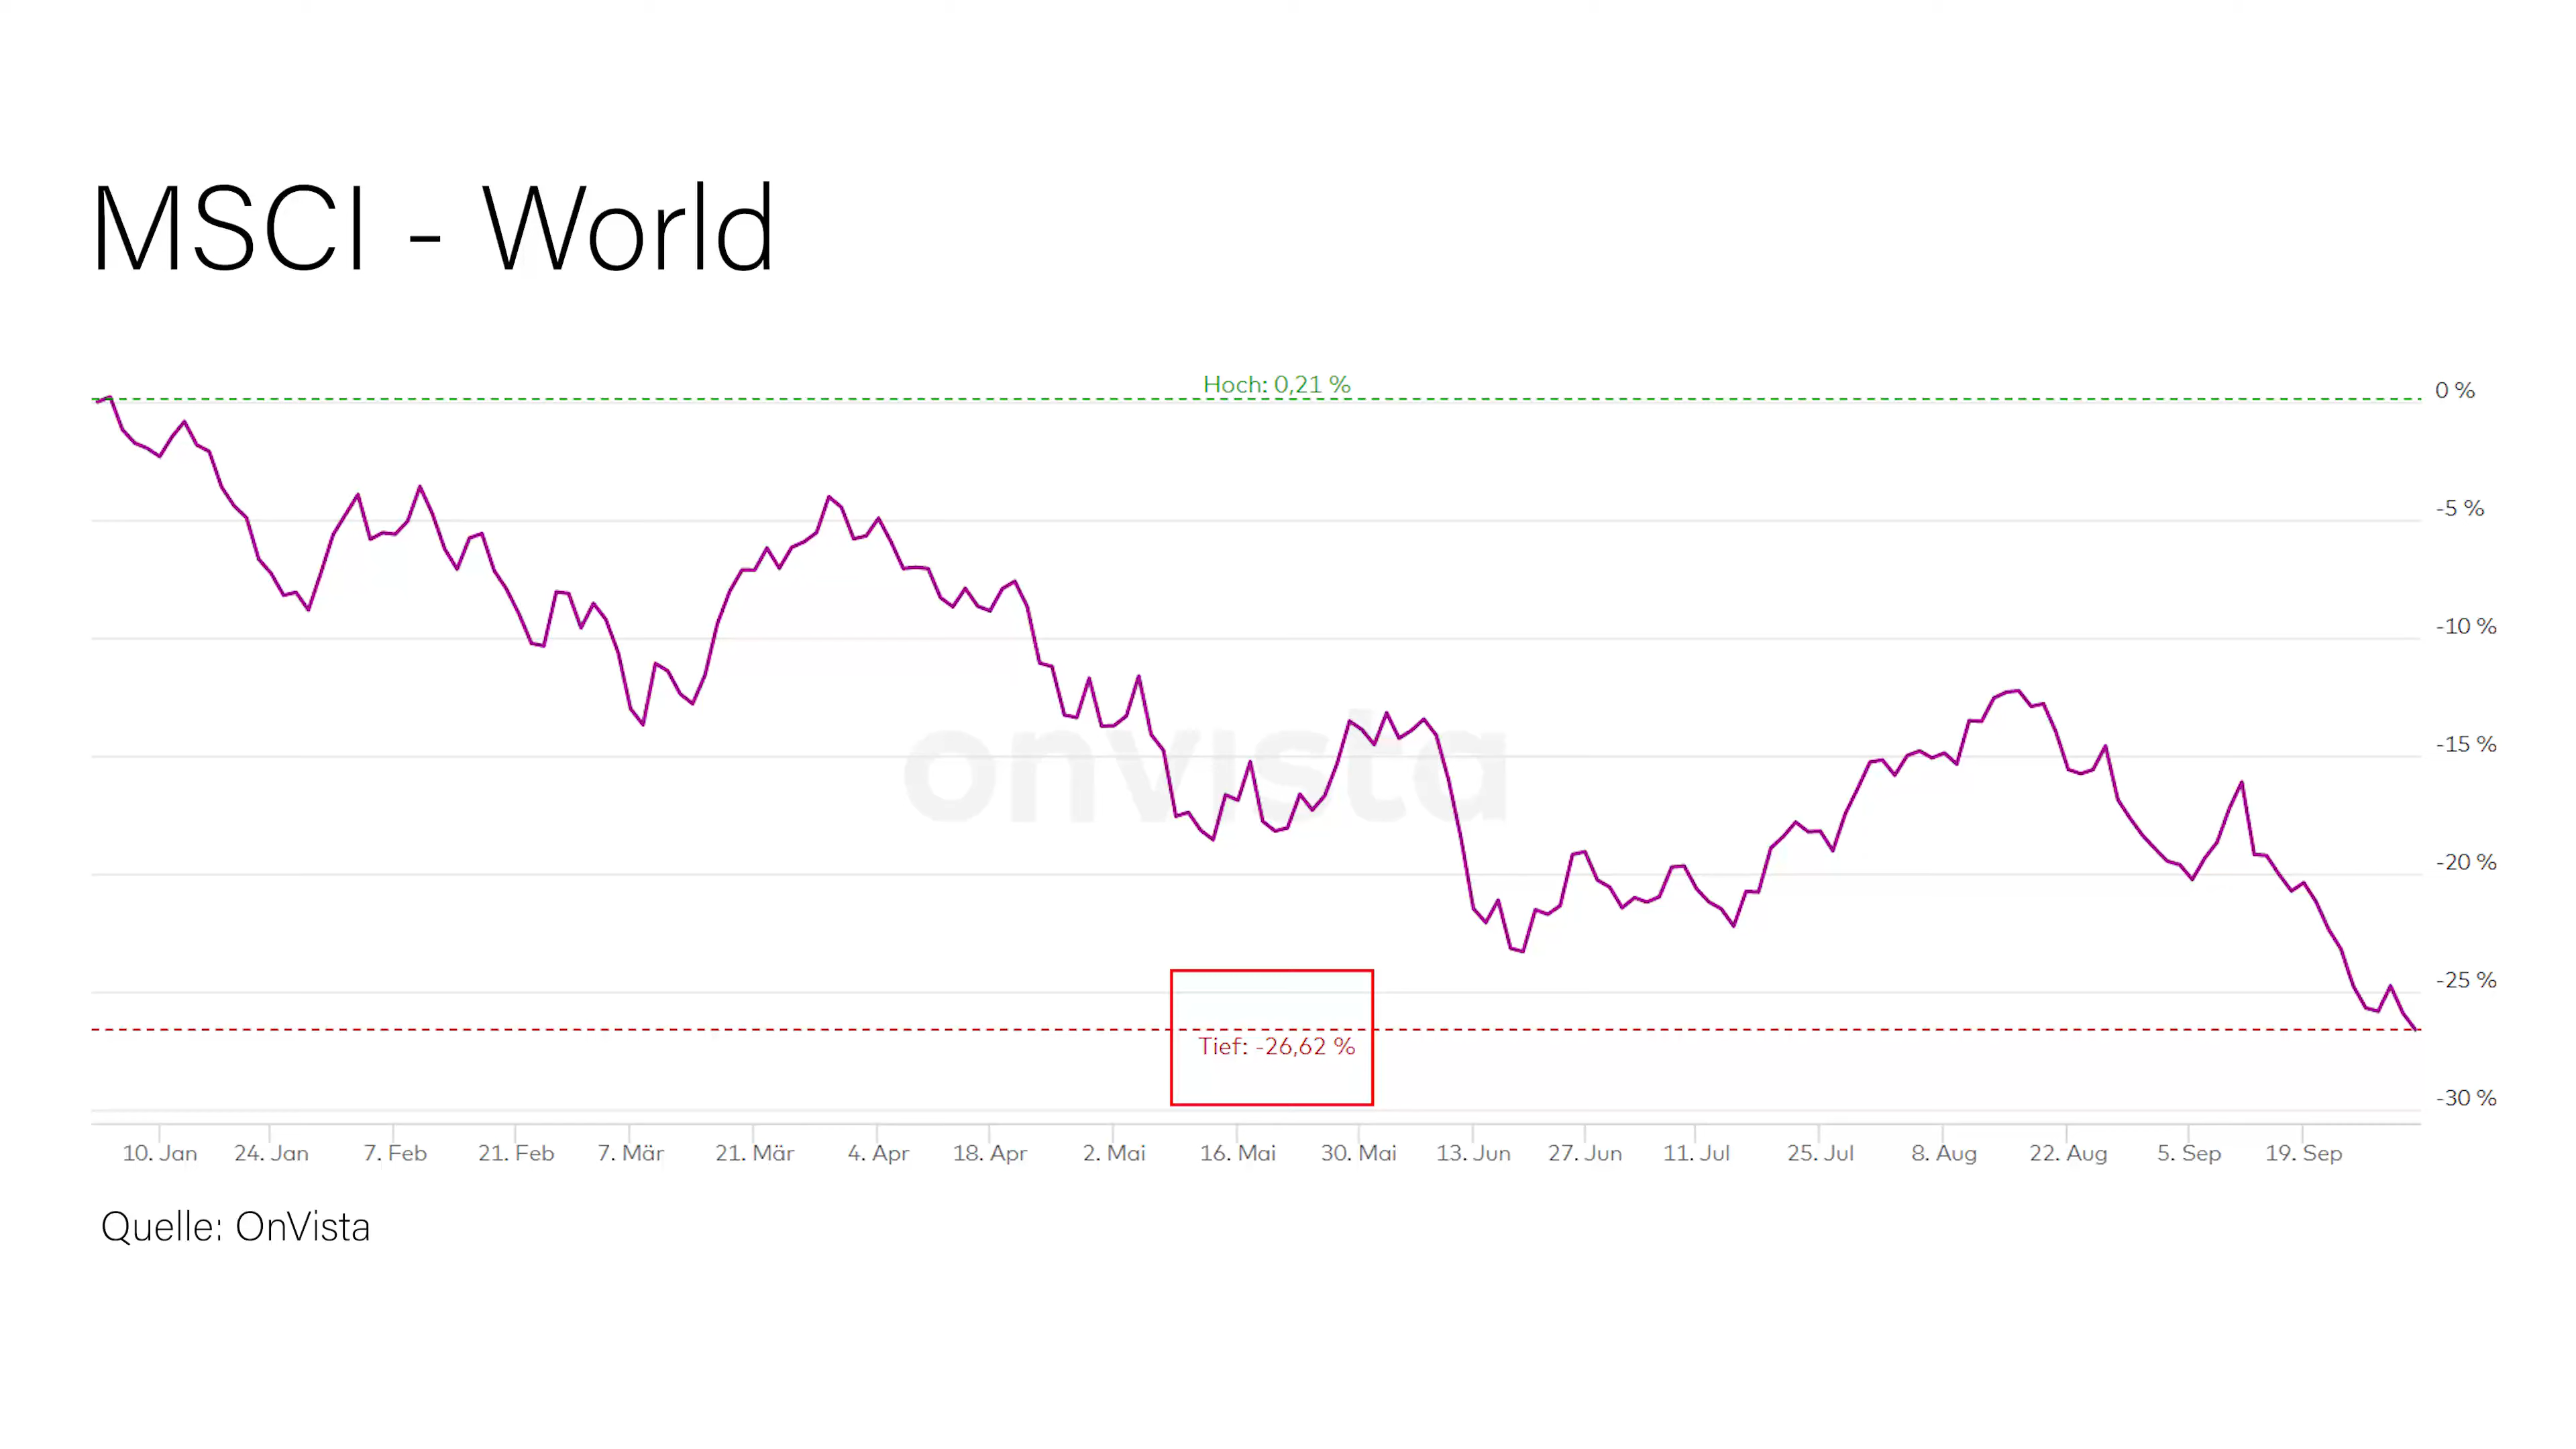 MSCI - World
Hoch: 0,21 %
0 %
-5 %
-10 %
onvista
-15 %
-20 %
-25 %
Tief: -26,62 %
-30 %
10. Jan 24. Jan 7. Feb 21. Feb 7. Mär 21. Mär 4. Apr 18. Apr 2. Mai 16. Mai 30. Mai 13. Jun 27. Jun 11. Jul 25. Jul 8. Aug 22. Aug 5. Sep 19. Sep
Quelle: OnVista